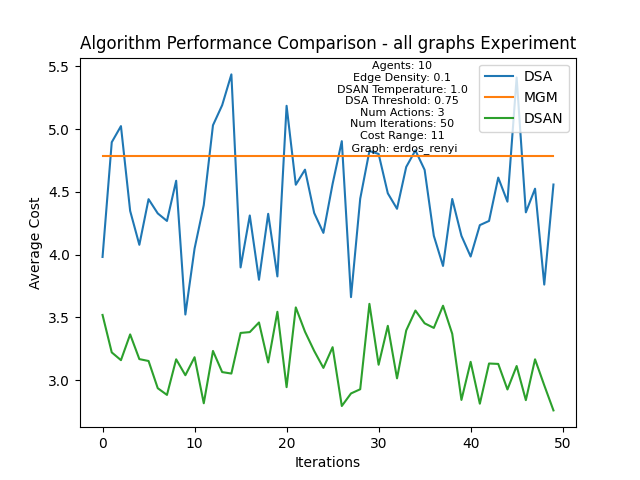 Algorithm Performance Comparison - all graphs Experiment
Agents: 10
Edge Density: 0.1
DSAN Temperature: 1.0
DSA Threshold: 0.75
Num Actions: 3
Num Iterations: 50
Cost Range: 11
Graph: erdos_renyi
DSA
MGM
DSAN
5.5
5.0
4.5
4.0
3.5
3.0
Average Cost
0
10
20
30
40
50
Iterations